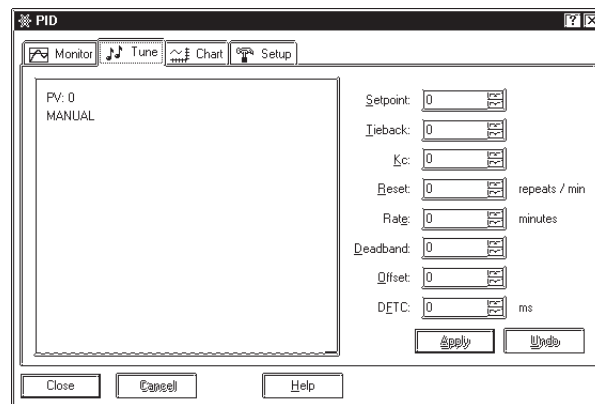 PID
Monitor Tune Chart Setup
PV: 0
MANUAL
Setpoint: 0
Tieback: 0
Kc: 0
Reset: 0 repeats / min
Rate: 0 minutes
Deadband: 0
Offset: 0
DFTC: 0 ms
Apply Undo
Close Cancel Help